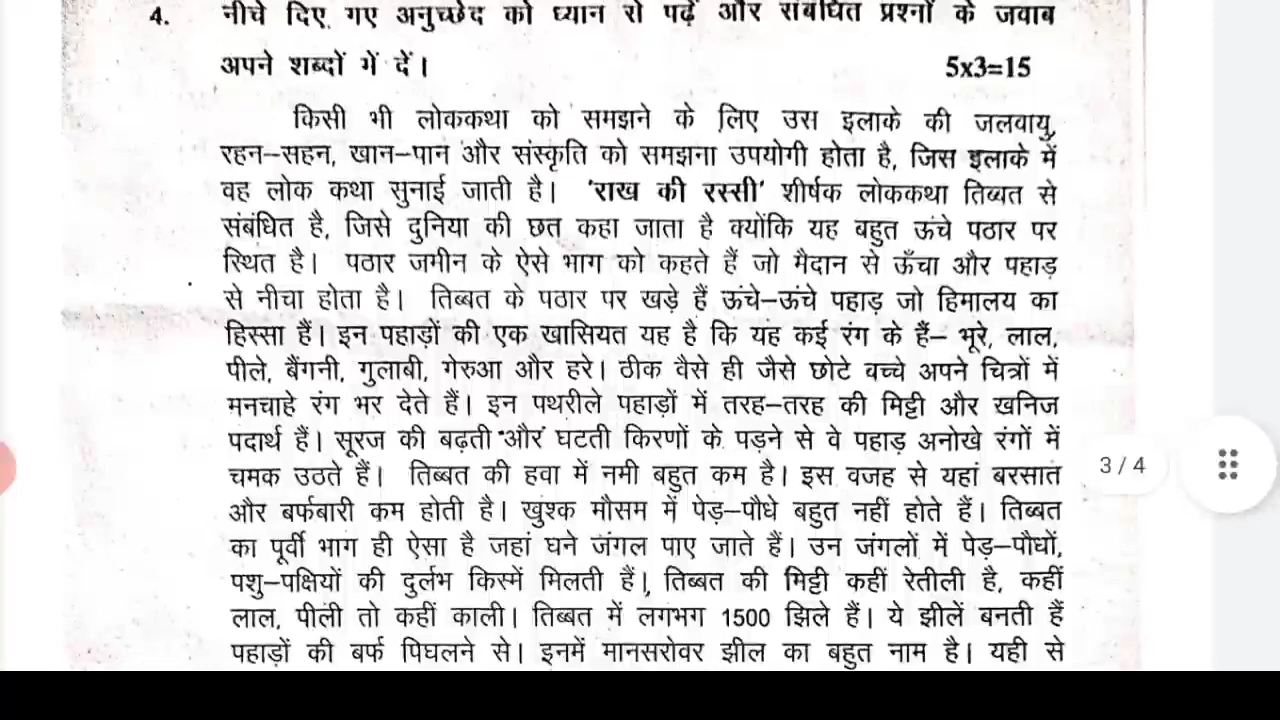 4. नीचे दिए गए अनुच्छेद को ध्यान रो पढ़ें और संबधित प्रश्नों के जवाब
अपने शब्दों गें दें। 5x3=15
किसी भी लोककथा को समझने के लिए उस इलाके की जलवायु,
रहन–सहन, खान–पान और संस्कृति को समझना उपयोगी होता है, जिस इलाके में
वह लोक कथा सुनाई जाती है। 'राख की रस्सी' शीर्षक लोककथा तिब्बत से
संबंधित है, जिसे दुनिया की छत कहा जाता है क्योंकि यह बहुत ऊंचे पठार पर
स्थित है। पठार जमीन के ऐसे भाग को कहते हैं जो मैदान से ऊँचा और पहाड़
से नीचा होता है। तिब्बत के पठार पर खड़े हैं ऊंचे–ऊंचे पहाड़ जो हिमालय का
हिस्सा हैं। इन पहाड़ों की एक खासियत यह है कि यह कई रंग के हैं– भूरे, लाल,
पीले, बैंगनी, गुलाबी, गेरुआ और हरे। ठीक वैसे ही जैसे छोटे बच्चे अपने चित्रों में
मनचाहे रंग भर देते हैं। इन पथरीले पहाड़ों में तरह–तरह की मिट्टी और खनिज
पदार्थ हैं। सूरज की बढ़ती और घटती किरणों के पड़ने से वे पहाड़ अनोखे रंगों में
चमक उठते हैं। तिब्बत की हवा में नमी बहुत कम है। इस वजह से यहां बरसात
और बर्फबारी कम होती है। खुश्क मौसम में पेड़–पौधे बहुत नहीं होते हैं। तिब्बत
का पूर्वी भाग ही ऐसा है जहां घने जंगल पाए जाते हैं। उन जंगलों में पेड़–पौघों,
पशु–पक्षियों की दुर्लभ किस्में मिलती हैं, तिब्बत की मिट्टी कहीं रेतीली है, कहीं
लाल, पीली तो कहीं काली। तिब्बत में लगभग 1500 झिले हैं। ये झीलें बनती हैं
पहाड़ों की बर्फ पिघलने से। इनमें मानसरोवर झील का बहुत नाम है। यही से
3 / 4